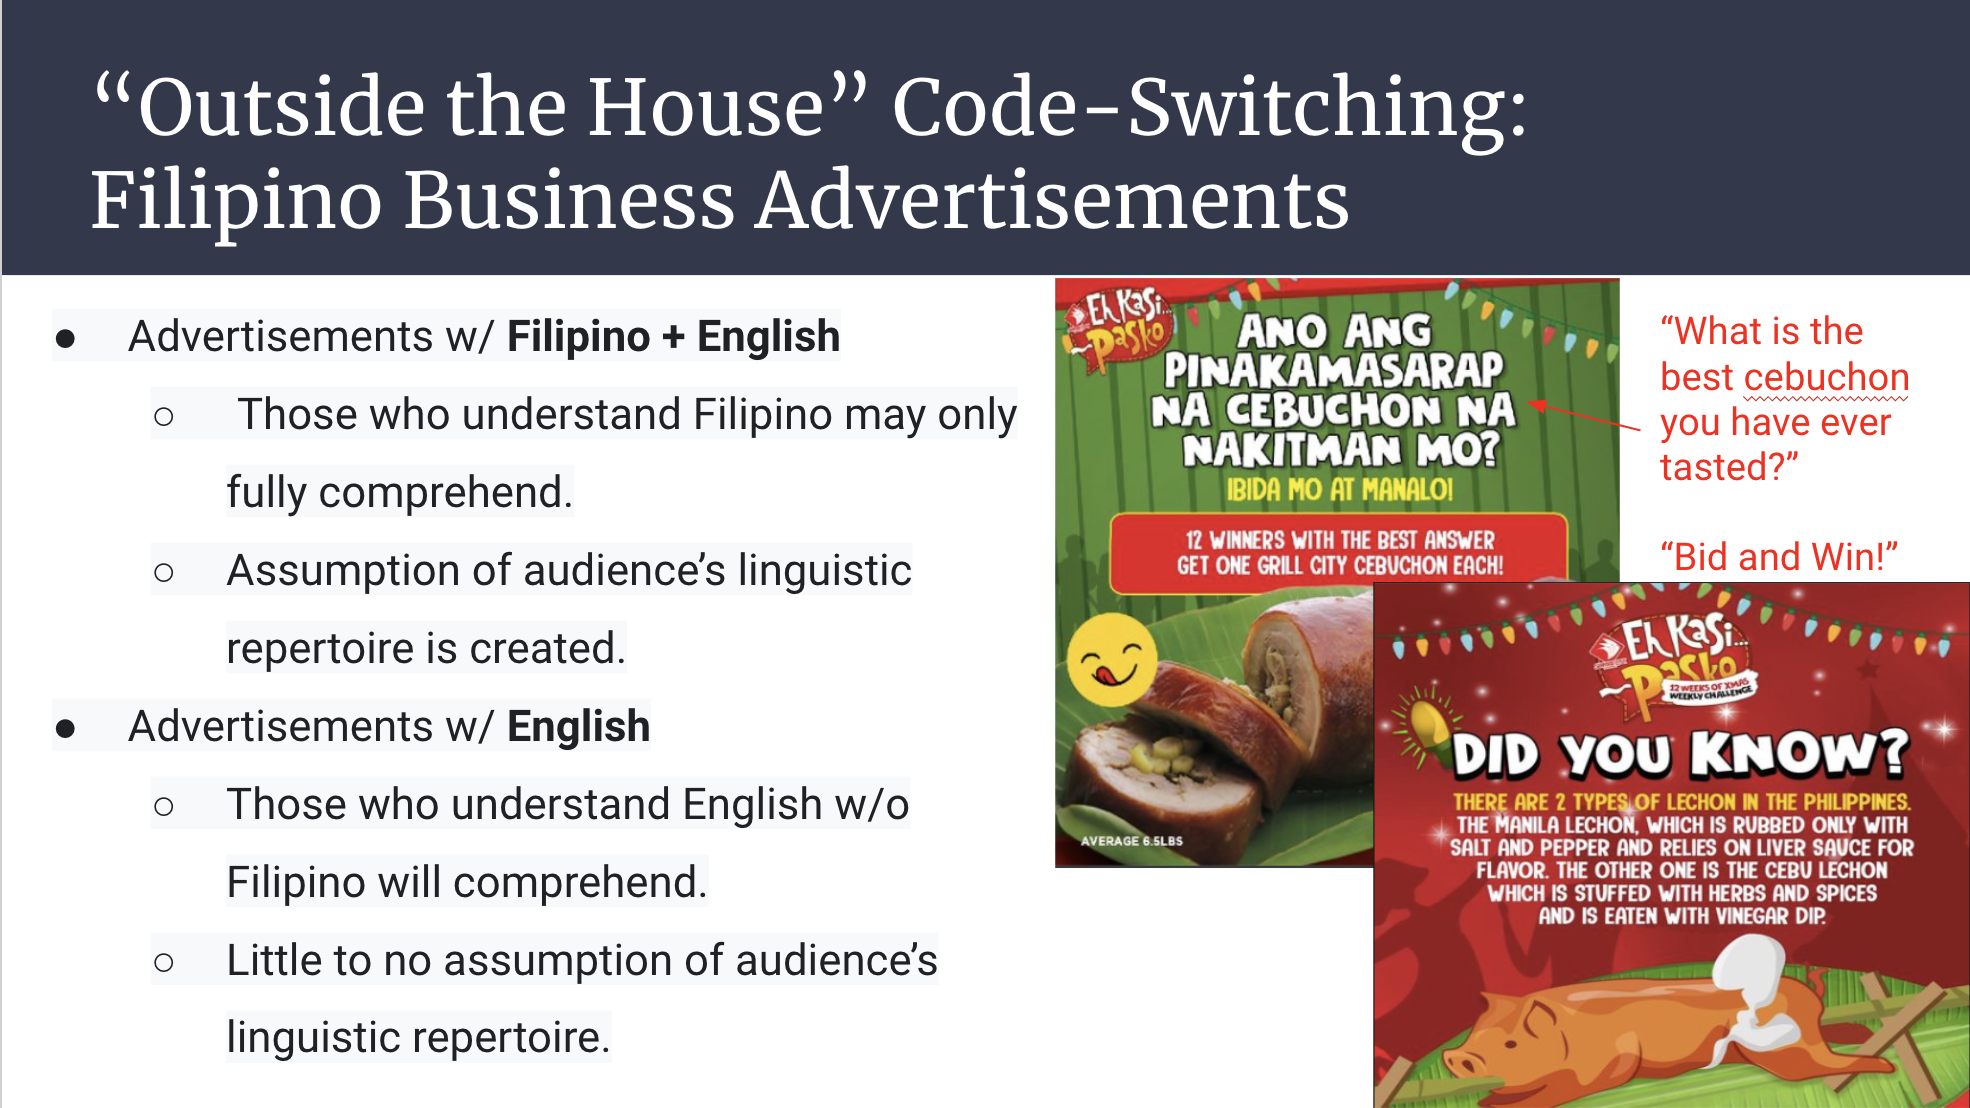 “Outside the House” Code-Switching:
Filipino Business Advertisements
● Advertisements w/ Filipino + English
○ Those who understand Filipino may only
fully comprehend.
○ Assumption of audience’s linguistic
repertoire is created.
● Advertisements w/ English
○ Those who understand English w/o
Filipino will comprehend.
○ Little to no assumption of audience’s
linguistic repertoire.
Eh Kasi...
Pasko
ANO ANG
PINAKAMASARAP
NA CEBUCHON NA
NAKITMAN MO?
IBIDA MO AT MANALO!
12 WINNERS WITH THE BEST ANSWER
GET ONE GRILL CITY CEBUCHON EACH!
AVERAGE 6.5LBS
“What is the
best cebuchon
you have ever
tasted?”
“Bid and Win!”
Eh Kasi...
Pasko
12 WEEKS OF XMAS
WEEKLY CHALLENGE
DID YOU KNOW?
THERE ARE 2 TYPES OF LECHON IN THE PHILIPPINES.
THE MANILA LECHON, WHICH IS RUBBED ONLY WITH
SALT AND PEPPER AND RELIES ON LIVER SAUCE FOR
FLAVOR. THE OTHER ONE IS THE CEBU LECHON
WHICH IS STUFFED WITH HERBS AND SPICES
AND IS EATEN WITH VINEGAR DIP.